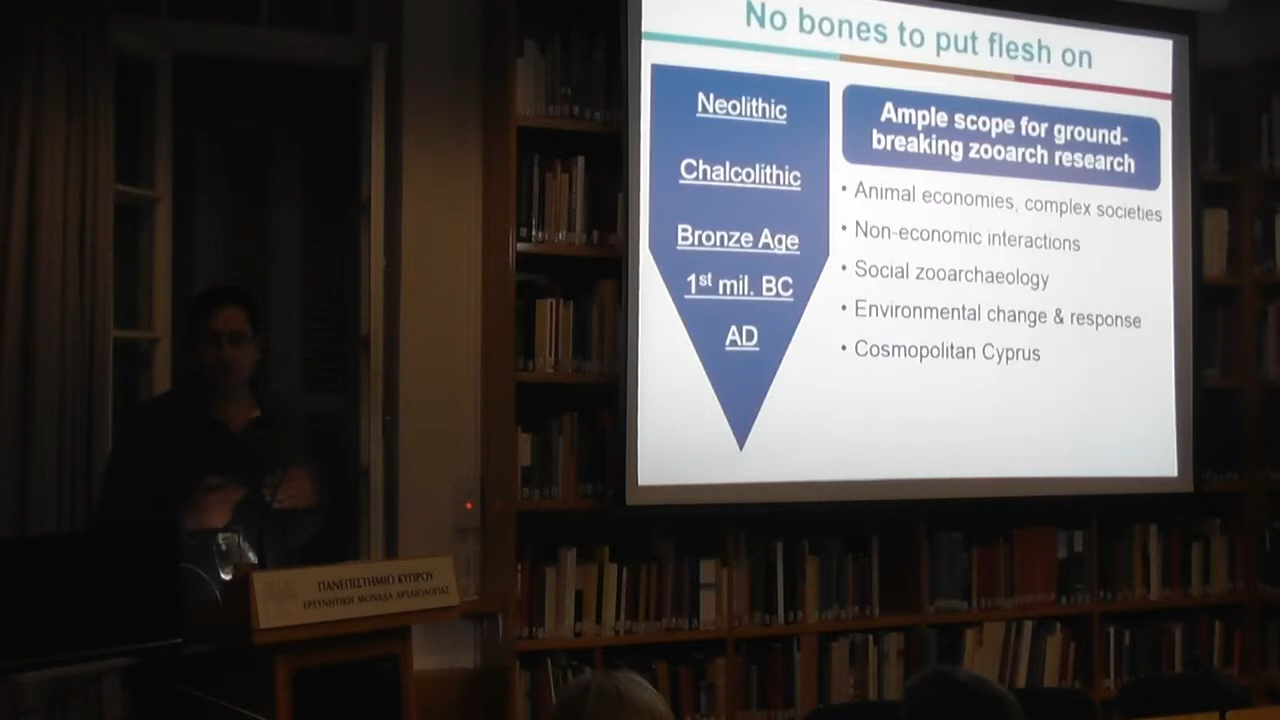 No bones to put flesh on
Neolithic
Chalcolithic
Bronze Age
1st mil. BC
AD
Ample scope for ground-
breaking zooarch research
• Animal economies, complex societies
• Non-economic interactions
• Social zooarchaeology
• Environmental change & response
• Cosmopolitan Cyprus
ΠΑΝΕΠΙΣΤΗΜΙΟ ΚΥΠΡΟΥ
ΕΡΕΥΝΗΤΙΚΗ ΜΟΝΑΔΑ ΑΡΧΑΙΟΛΟΓΙΑΣ